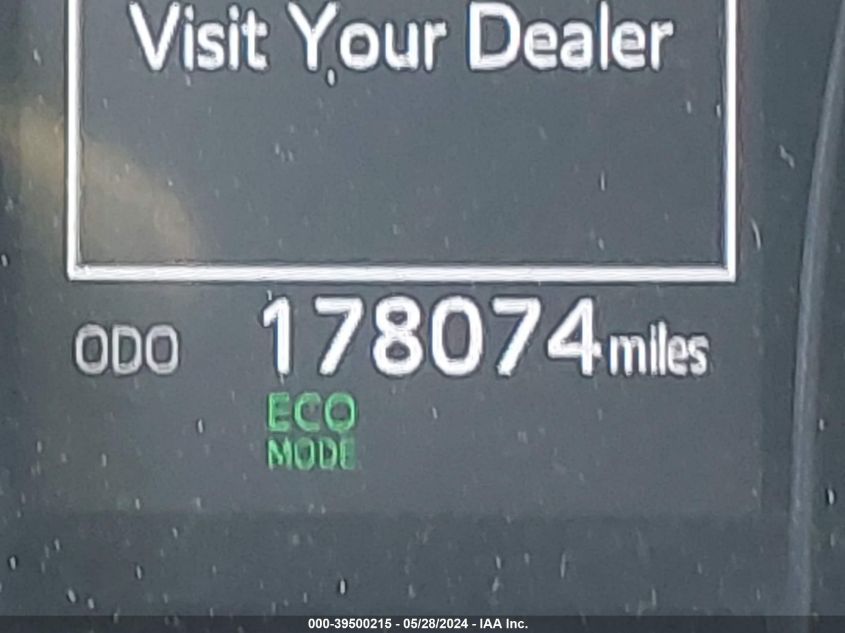 Visit Your Dealer
ODO 178074 miles
ECO
MODE
000-39500215 - 05/28/2024 - IAA Inc.